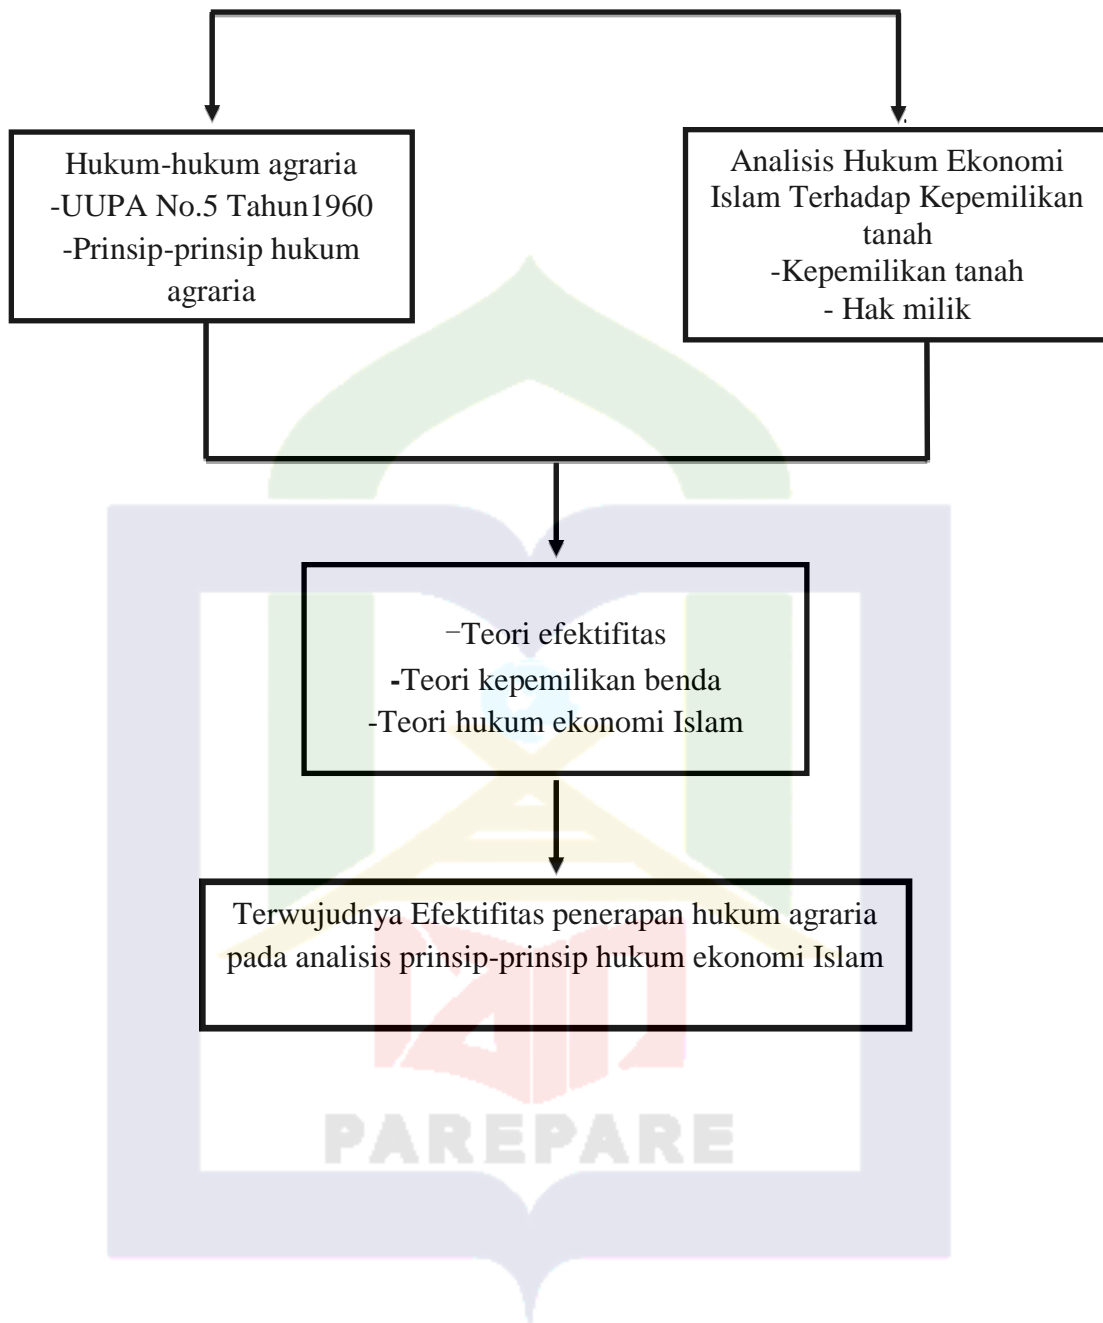 Hukum-hukum agraria
-UUPA No.5 Tahun1960
-Prinsip-prinsip hukum
agraria
Analisis Hukum Ekonomi
Islam Terhadap Kepemilikan
tanah
-Kepemilikan tanah
- Hak milik
-Teori efektifitas
-Teori kepemilikan benda
-Teori hukum ekonomi Islam
Terwujudnya Efektifitas penerapan hukum agraria
pada analisis prinsip-prinsip hukum ekonomi Islam
PAREPARE